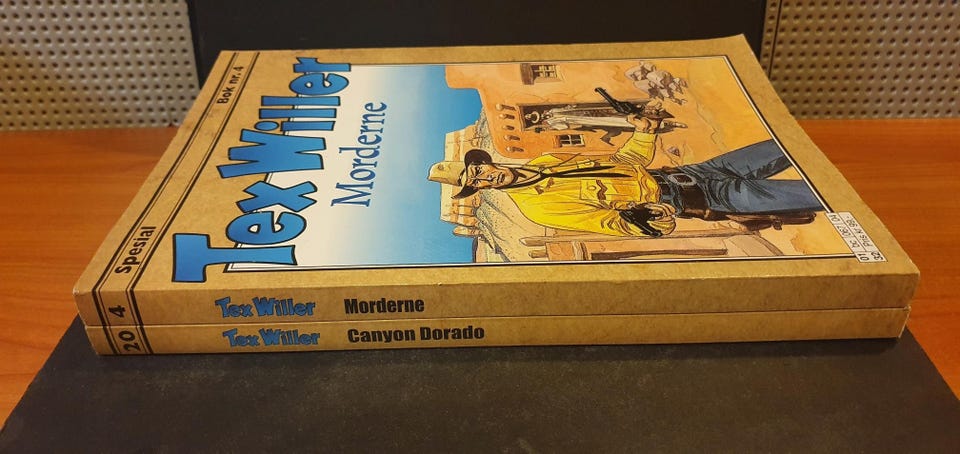 Spesial
Bok nr. 4
Tex Willer
Morderne
4
Tex Willer Morderne
20
Tex Willer Canyon Dorado